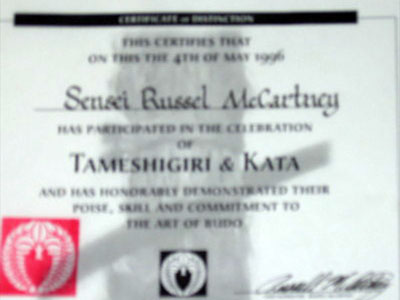 CERTIFICATE OF DISTINCTION
THIS CERTIFIES THAT
ON THIS THE 4TH OF MAY 1996
Sensei Russel McCartney
HAS PARTICIPATED IN THE CELEBRATION
OF
TAMESHIGIRI & KATA
AND HAS HONORABLY DEMONSTRATED THEIR
POISE, SKILL AND COMMITMENT TO
THE ART OF BUDO